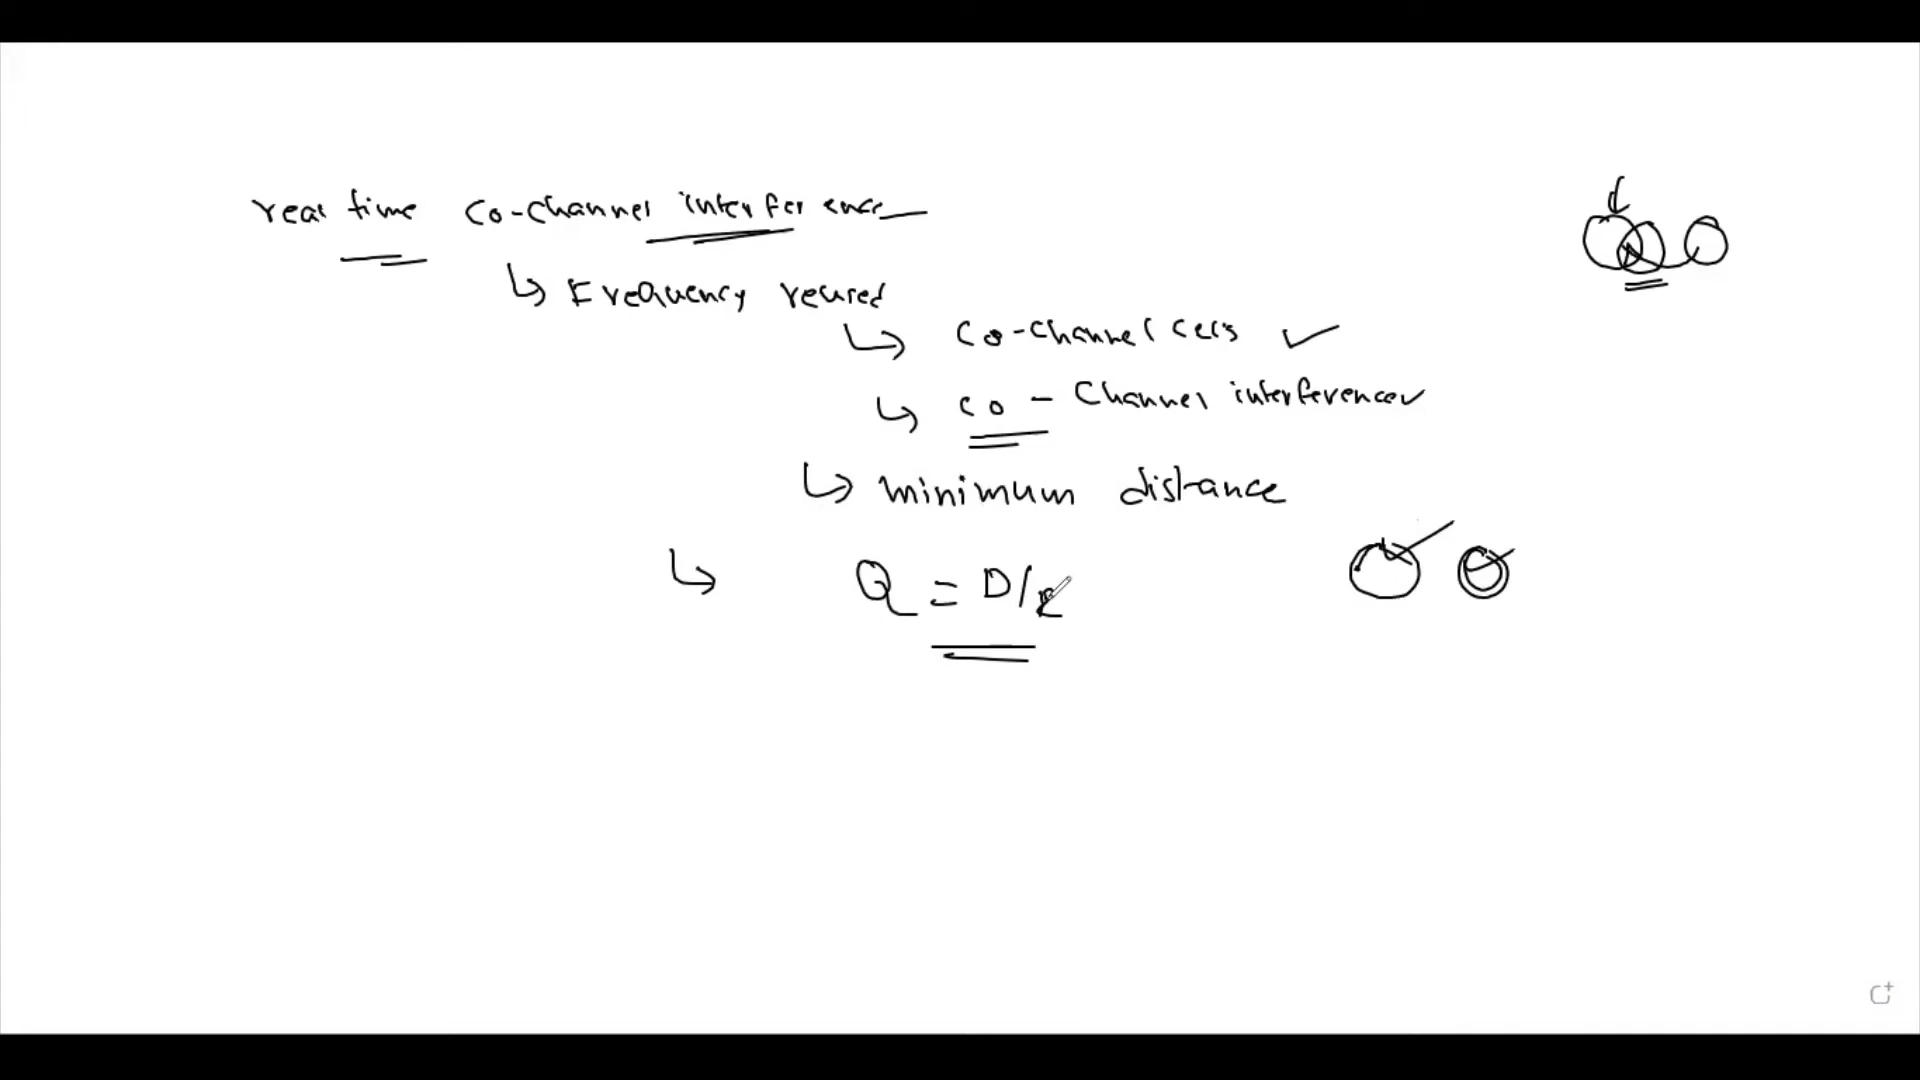 real time co-channel interference
↳ Frequency reused
↳ co-channel cells ✓
↳ co - channel interference
↳ minimum distance
↳ Q = D/R